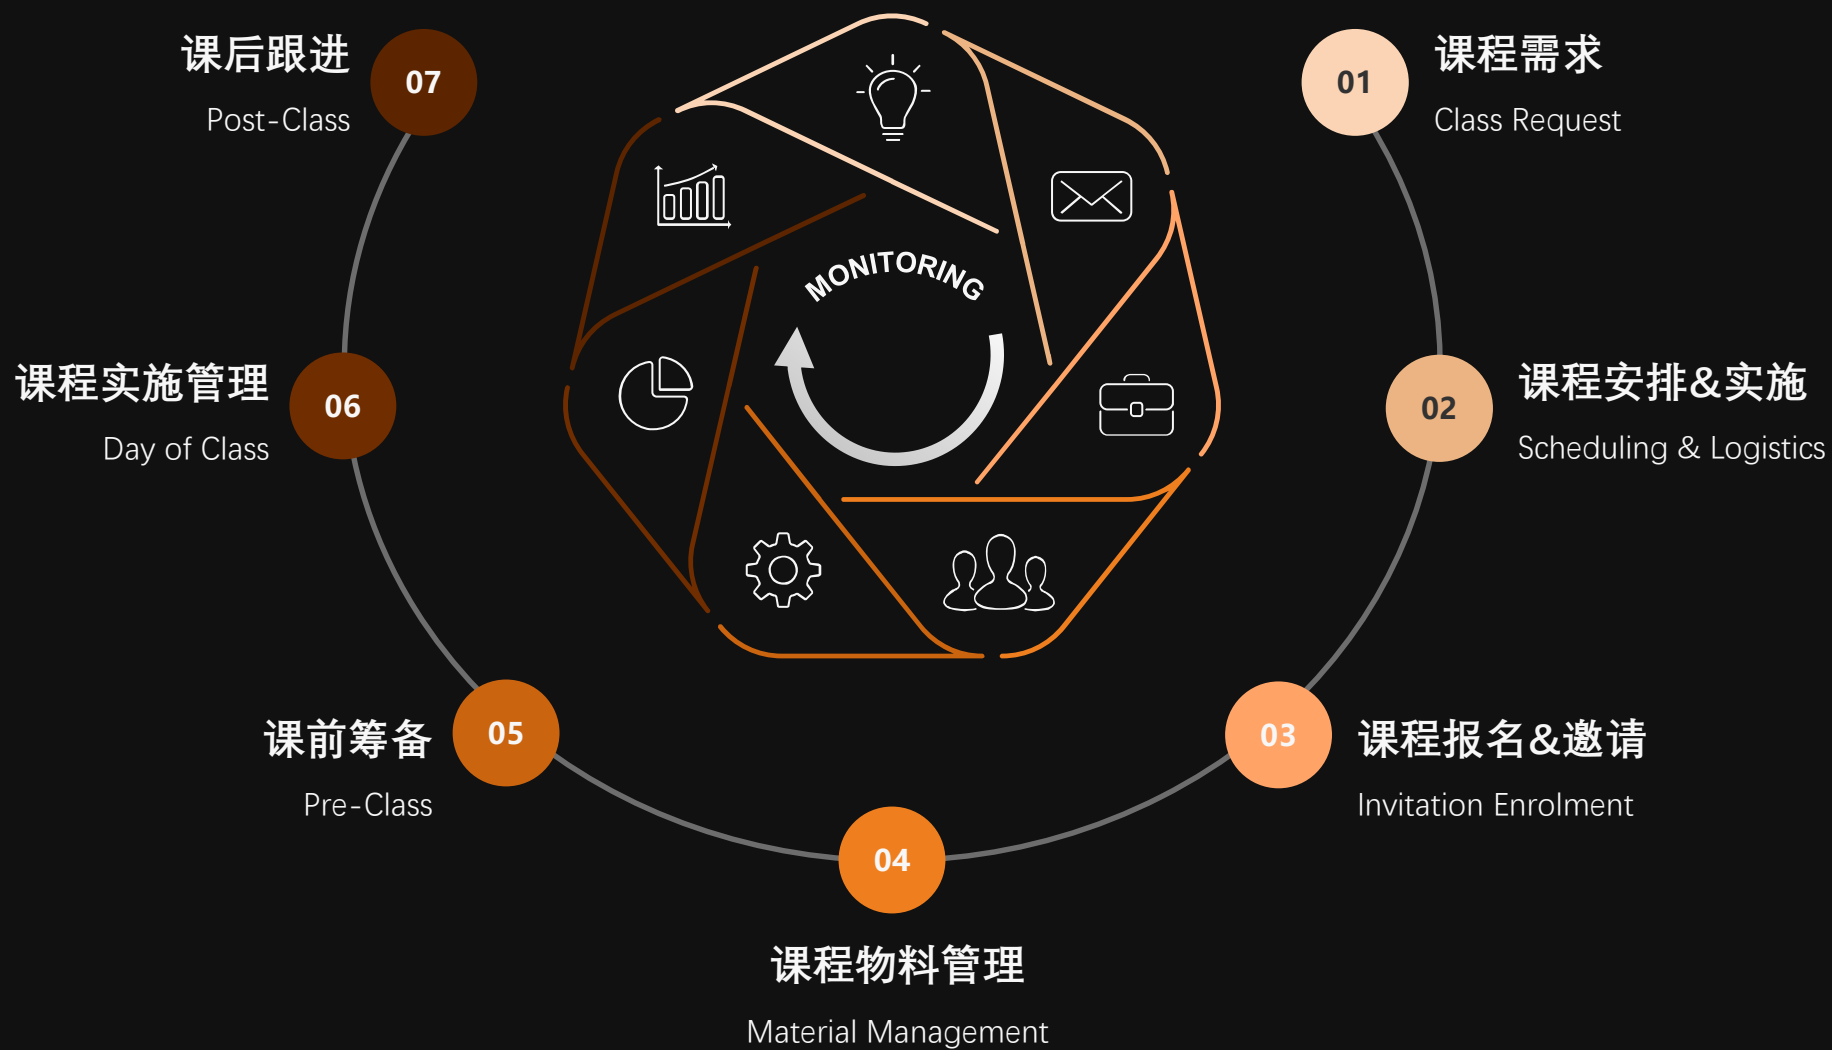 01
课程需求
Class Request
02
课程安排&实施
Scheduling & Logistics
03
课程报名&邀请
Invitation Enrolment
04
课程物料管理
Material Management
05
课前筹备
Pre-Class
06
课程实施管理
Day of Class
07
课后跟进
Post-Class
MONITORING